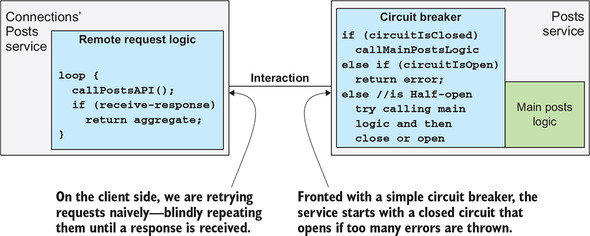 Connections'
Posts
service
Remote request logic
loop {
callPostsAPI();
if (receive-response)
return aggregate;
}
Interaction
Circuit breaker
if (circuitIsClosed)
callMainPostsLogic
else if (circuitIsOpen)
return error;
else //is Half-open
try calling main
logic and then
close or open
Posts
service
Main posts
logic
On the client side, we are retrying
requests naively—blindly repeating
them until a response is received.
Fronted with a simple circuit breaker, the
service starts with a closed circuit that
opens if too many errors are thrown.